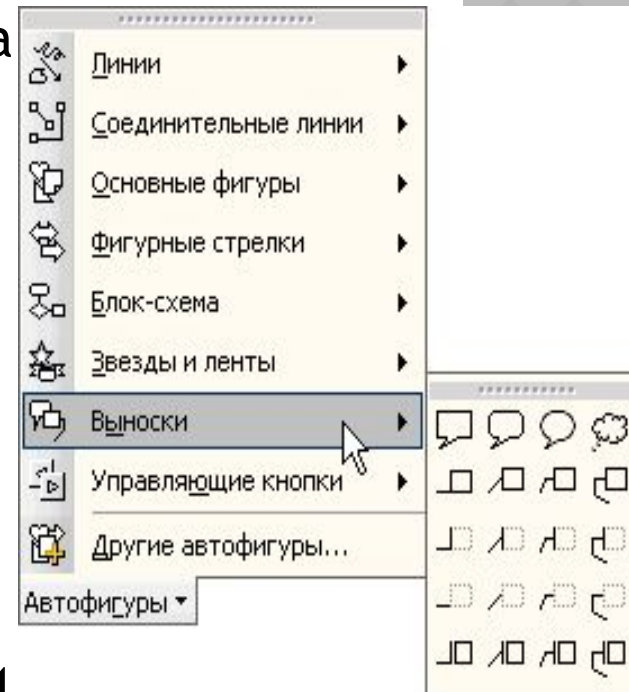 а
Линии
Соединительные линии
Основные фигуры
Фигурные стрелки
Блок-схема
Звезды и ленты
Выноски
Управляющие кнопки
Другие автофигуры...
Автофигуры